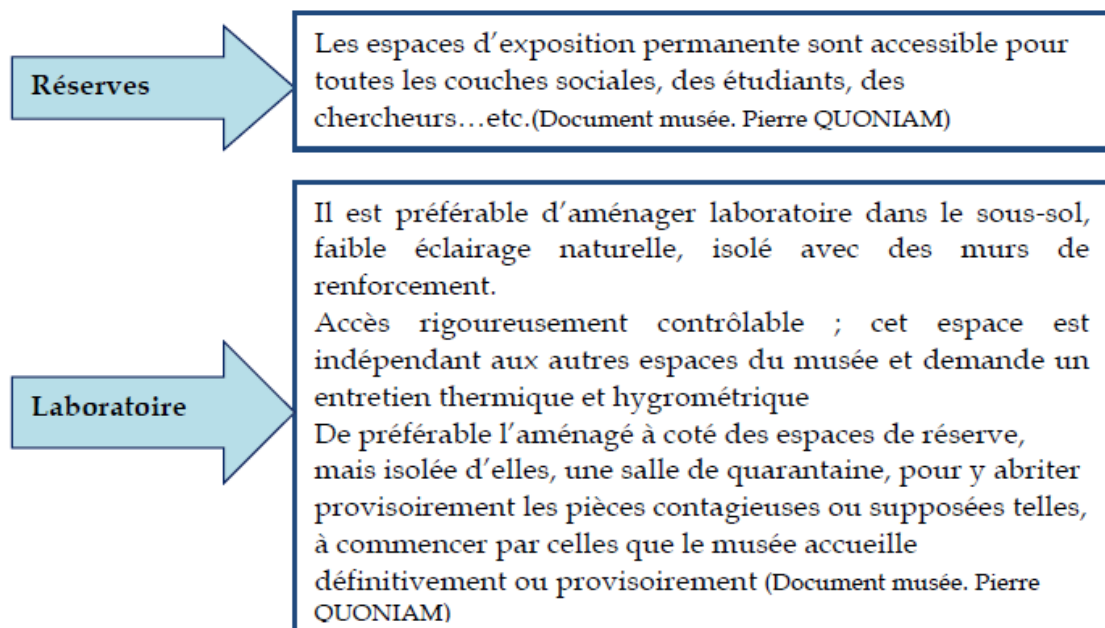 Réserves
Les espaces d'exposition permanente sont accessible pour
toutes les couches sociales, des étudiants, des
chercheurs…etc.(Document musée. Pierre QUONIAM)
Laboratoire
Il est préférable d'aménager laboratoire dans le sous-sol,
faible éclairage naturelle, isolé avec des murs de
renforcement.
Accès rigoureusement contrôlable ; cet espace est
indépendant aux autres espaces du musée et demande un
entretien thermique et hygrométrique
De préférable l'aménagé à coté des espaces de réserve,
mais isolée d'elles, une salle de quarantaine, pour y abriter
provisoirement les pièces contagieuses ou supposées telles,
à commencer par celles que le musée accueille
définitivement ou provisoirement (Document musée. Pierre
QUONIAM)